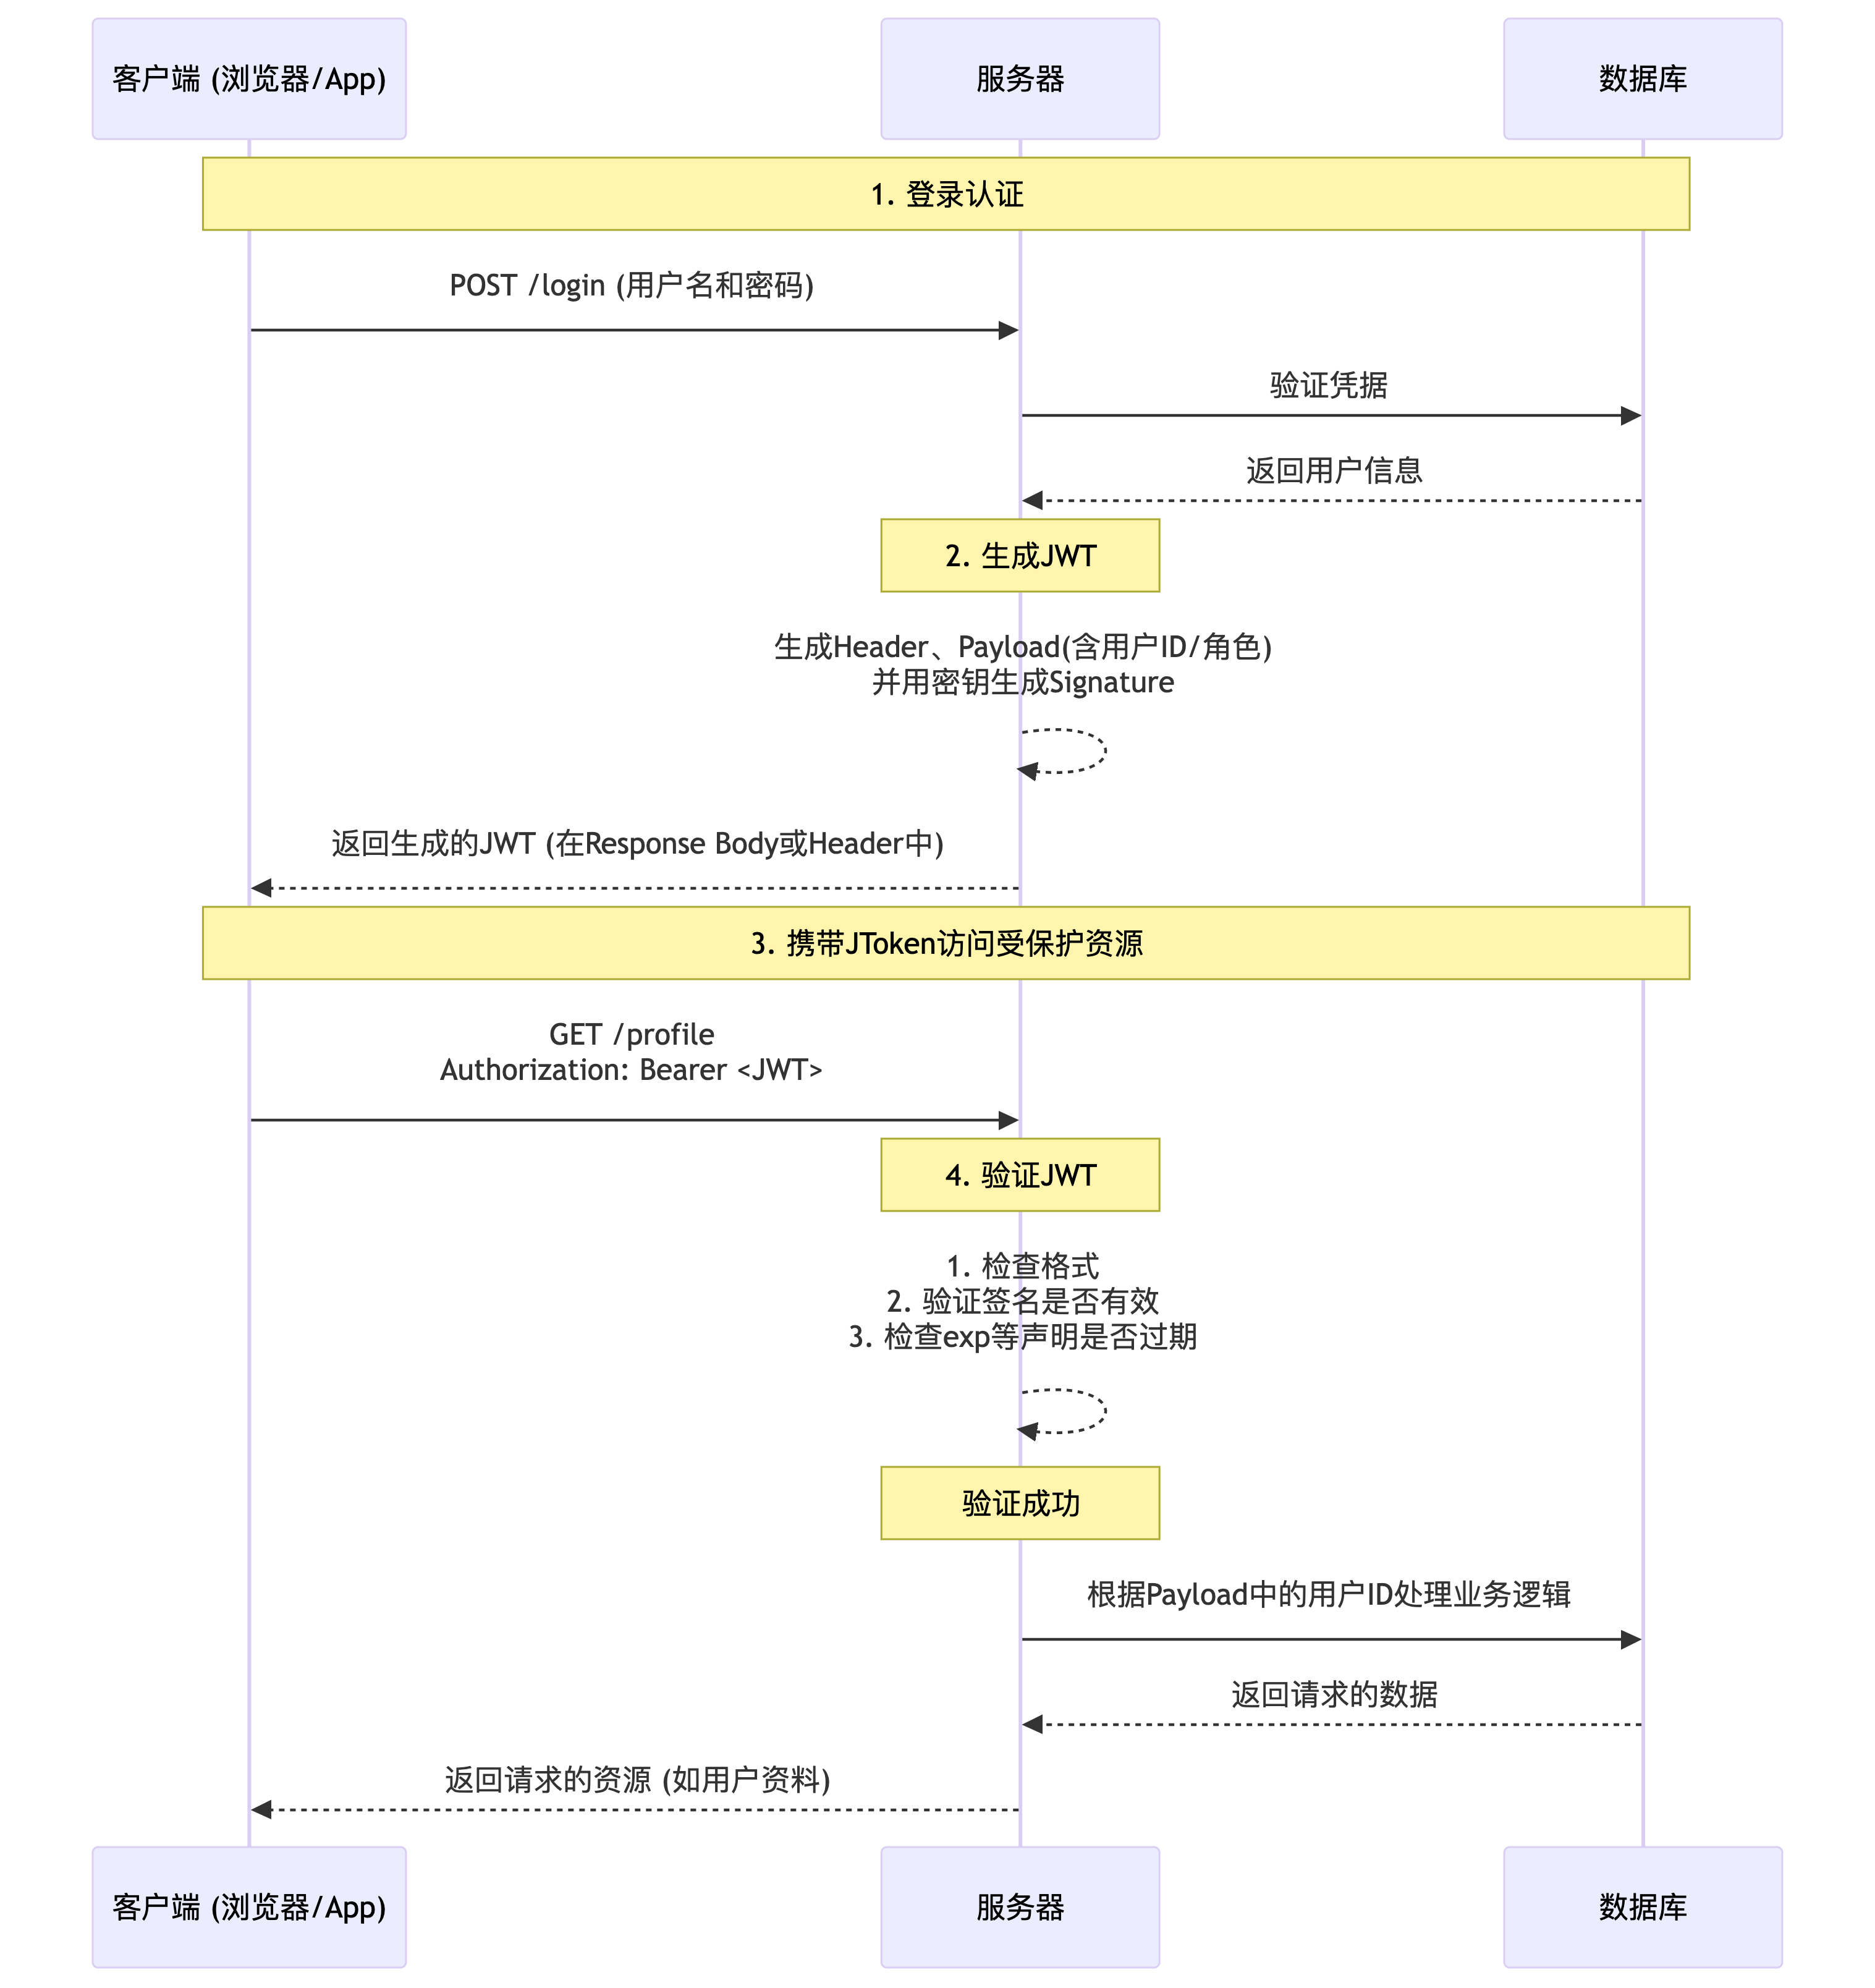 客户端 (浏览器/App)
服务器
数据库
1. 登录认证
POST /login (用户名和密码)
验证凭据
返回用户信息
2. 生成JWT
生成Header、Payload(含用户ID/角色)
并用密钥生成Signature
返回生成的JWT (在Response Body或Header中)
3. 携带JToken访问受保护资源
GET /profile
Authorization: Bearer <JWT>
4. 验证JWT
1. 检查格式
2. 验证签名是否有效
3. 检查exp等声明是否过期
验证成功
根据Payload中的用户ID处理业务逻辑
返回请求的数据
返回请求的资源 (如用户资料)
客户端 (浏览器/App)
服务器
数据库